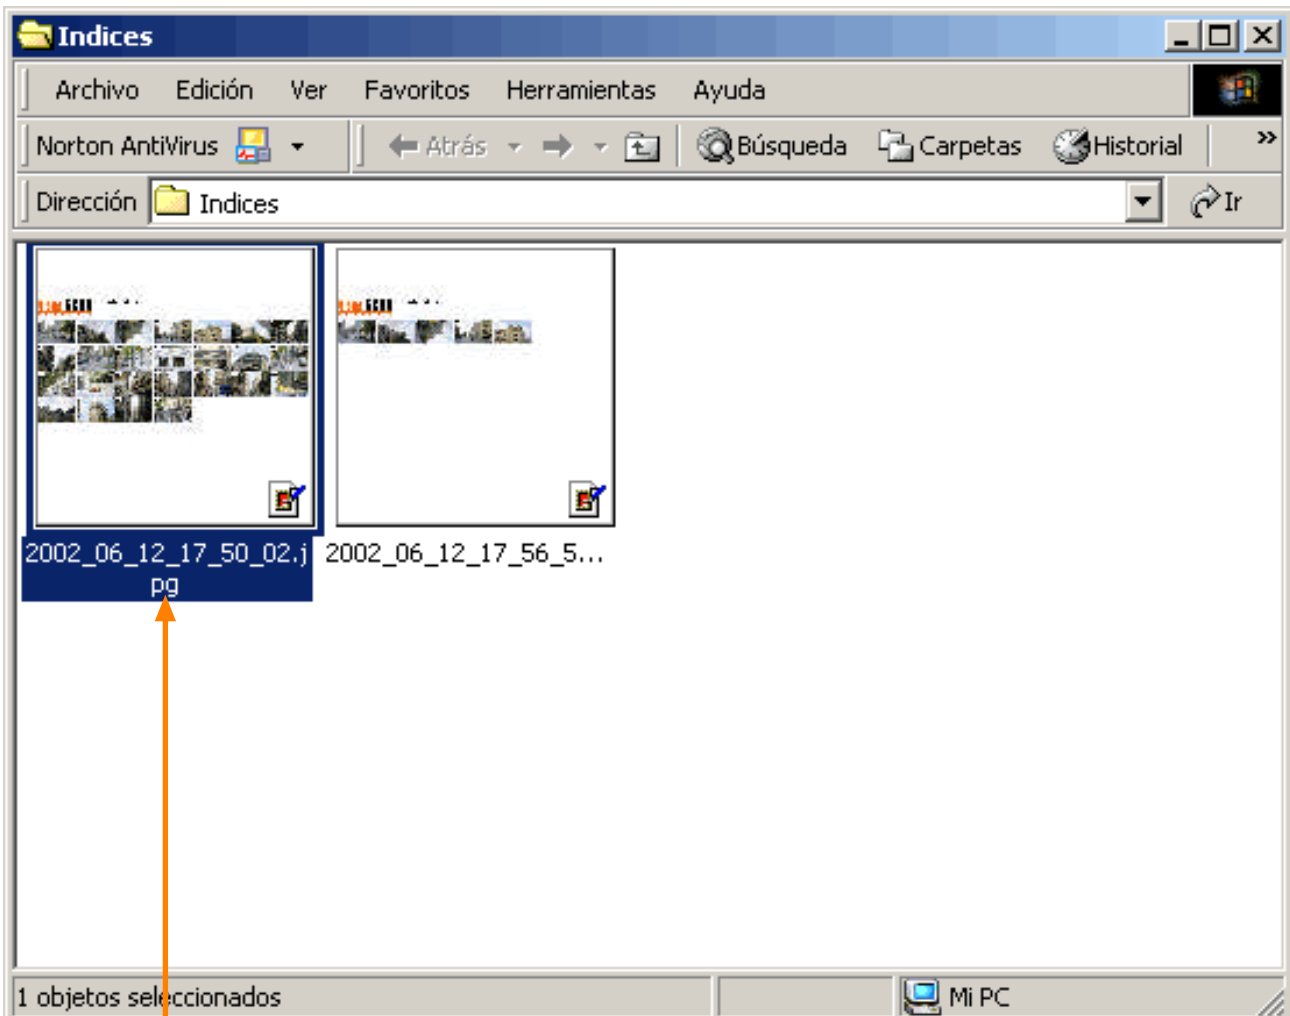 Indices
Archivo Edición Ver Favoritos Herramientas Ayuda
Norton AntiVirus Atrás Búsqueda Carpetas Historial »
Dirección Indices Ir
2002_06_12_17_50_02.j
pg
2002_06_12_17_56_5...
1 objetos seleccionados Mi PC